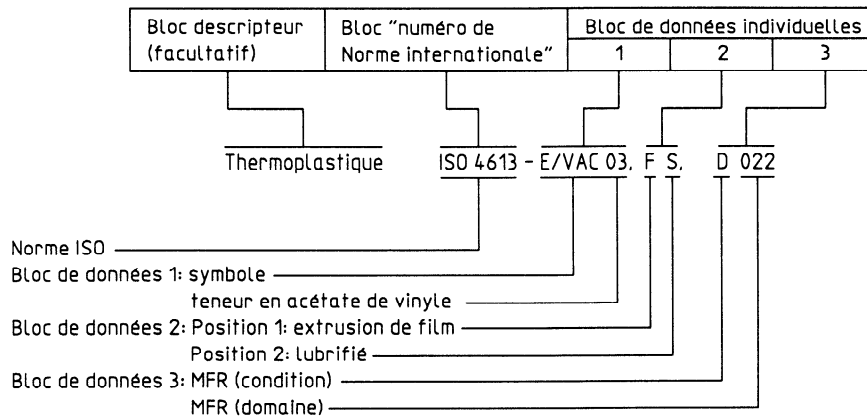 Bloc descripteur (facultatif)
Bloc "numéro de Norme internationale"
Bloc de données individuelles
1 2 3
Thermoplastique ISO 4613 - E/VAC 03, F S, D 022
Norme ISO
Bloc de données 1: symbole
teneur en acétate de vinyle
Bloc de données 2: Position 1: extrusion de film
Position 2: lubrifié
Bloc de données 3: MFR (condition)
MFR (domaine)